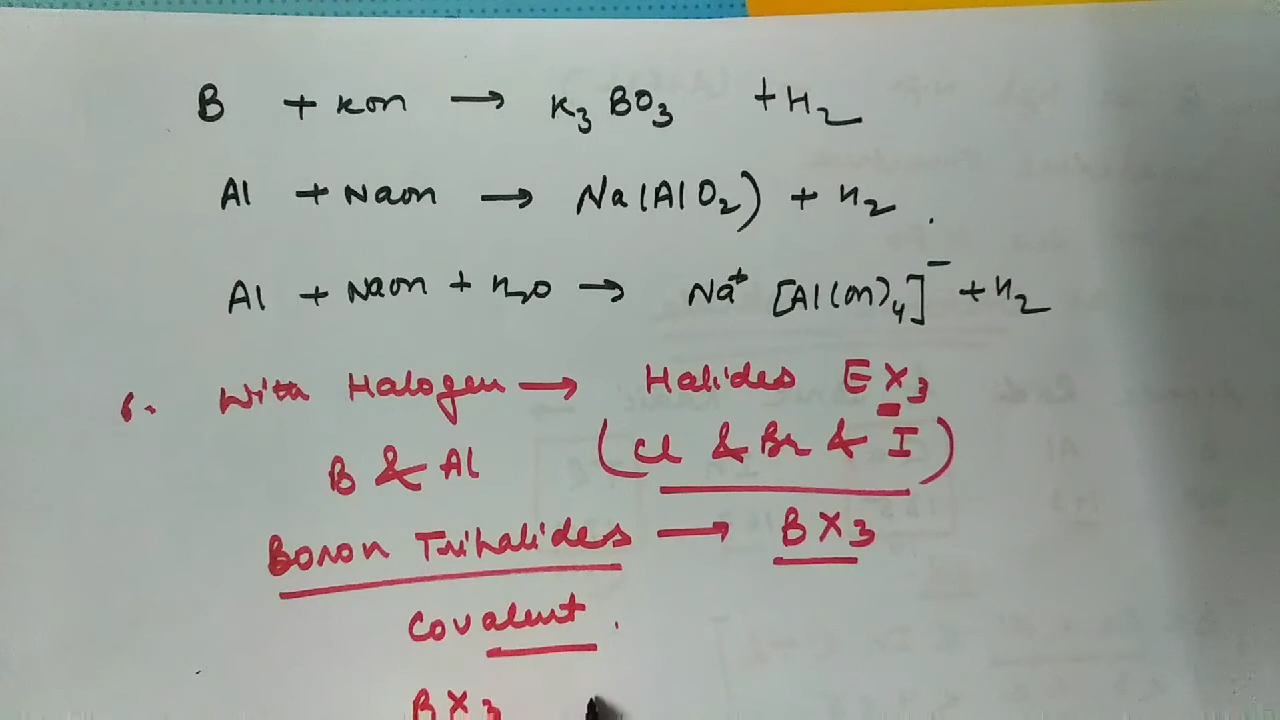 B + KOH → K₃BO₃ + H₂
Al + NaOH → Na(AlO₂) + H₂.
Al + NaOH + H₂O → Na⁺ [Al(OH)₄]⁻ + H₂
6. With Halogen → Halides EX₃
B & Al (Cl & Br & I)
Boron Trihalides → BX₃
Covalent.
BX₃